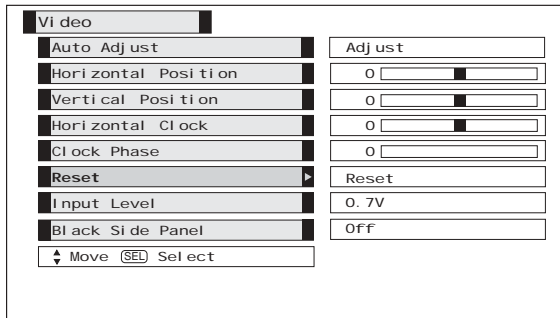 Video
Auto Adjust Adjust
Horizontal Position 0
Vertical Position 0
Horizontal Clock 0
Clock Phase 0
Reset Reset
Input Level 0.7V
Black Side Panel Off
Move SEL Select